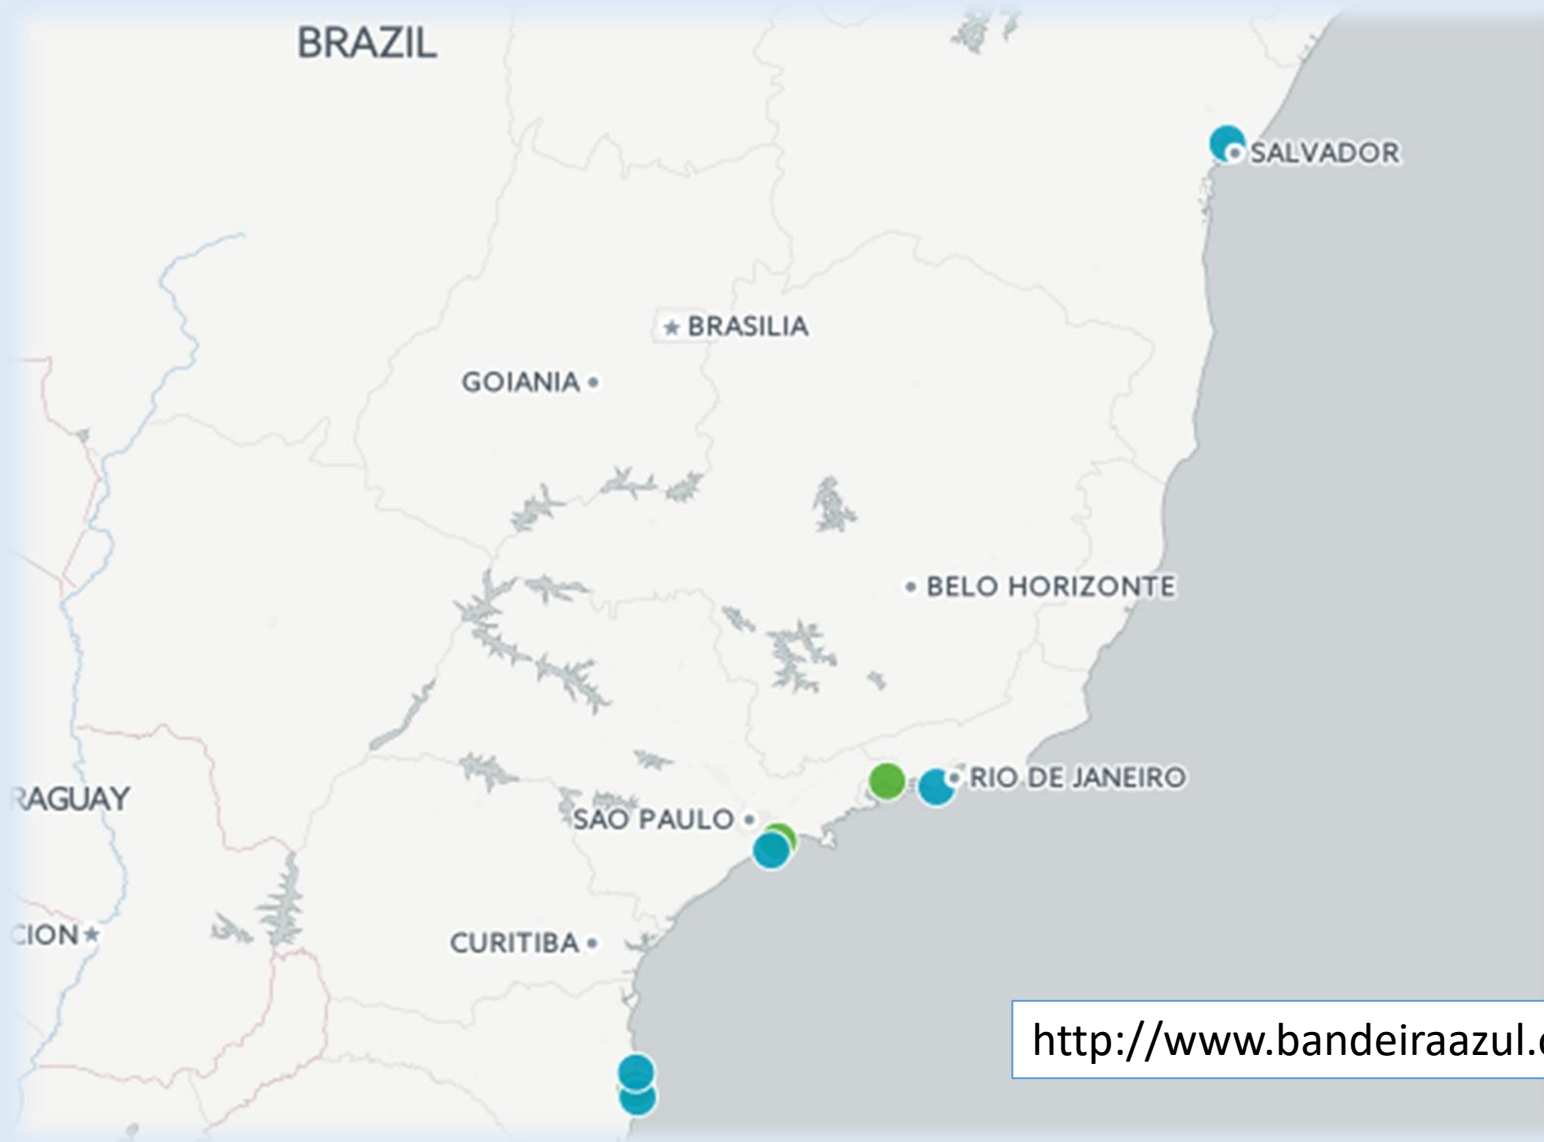 BRAZIL
SALVADOR
BRASILIA
GOIANIA
BELO HORIZONTE
RIO DE JANEIRO
RAGUAY
SAO PAULO
CION
CURITIBA
http://www.bandeiraazul.